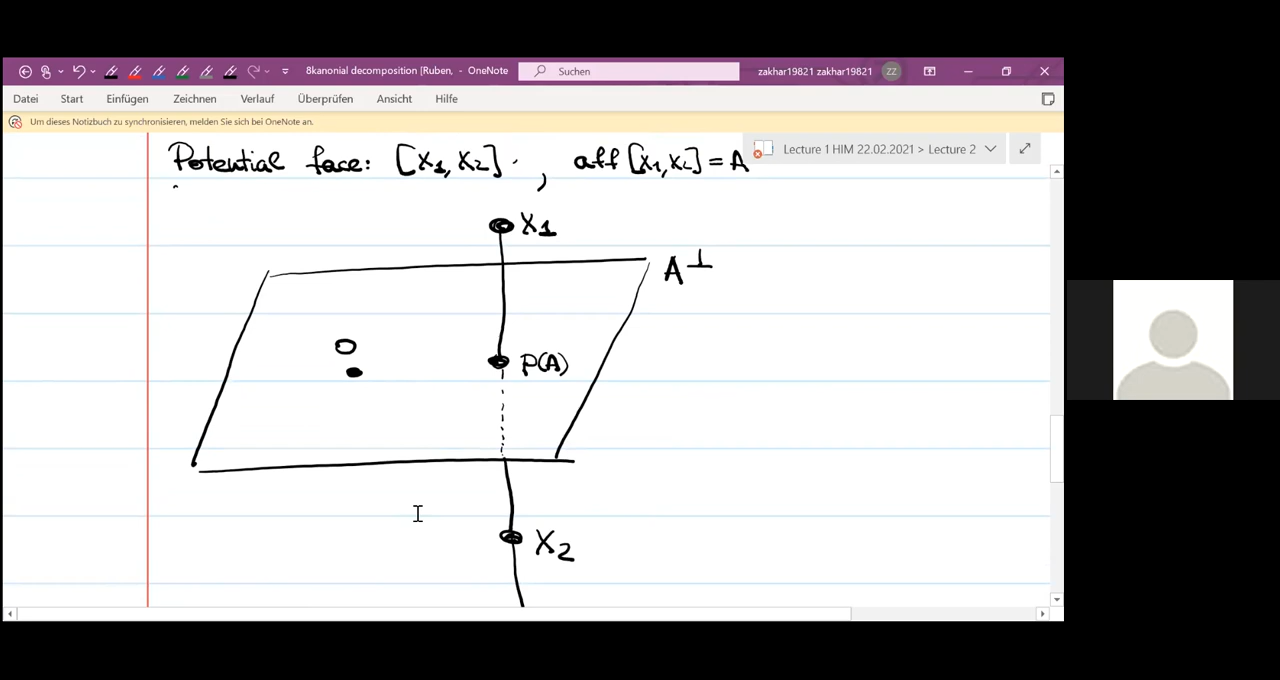 8kanonial decomposition [Ruben, - OneNote
Suchen
zakhar19821 zakhar19821 ZZ
Datei Start Einfügen Zeichnen Verlauf Überprüfen Ansicht Hilfe
Um dieses Notizbuch zu synchronisieren, melden Sie sich bei OneNote an.
Lecture 1 HIM 22.02.2021 > Lecture 2
Potential face: [X1, X2], aff [X1, X2] = A
X1
A⊥
O
P(A)
X2